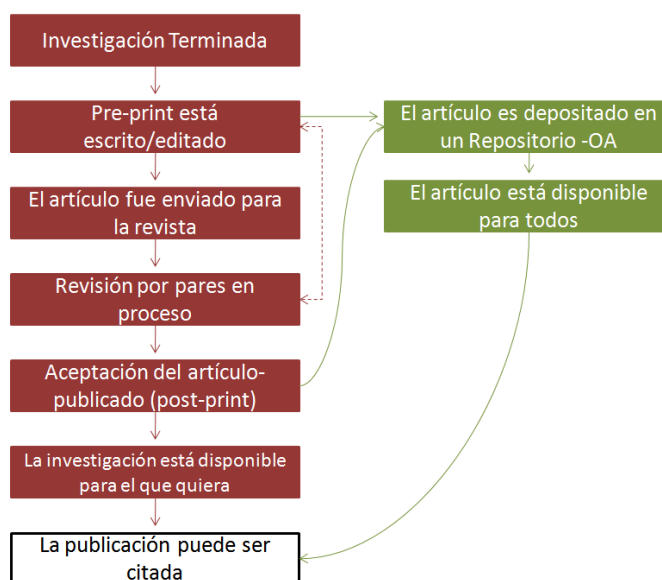 Investigación Terminada
Pre-print está
escrito/editado
El artículo es depositado en
un Repositorio -OA
El artículo fue enviado para
la revista
El artículo está disponible
para todos
Revisión por pares en
proceso
Aceptación del artículo-
publicado (post-print)
La investigación está disponible
para el que quiera
La publicación puede ser
citada